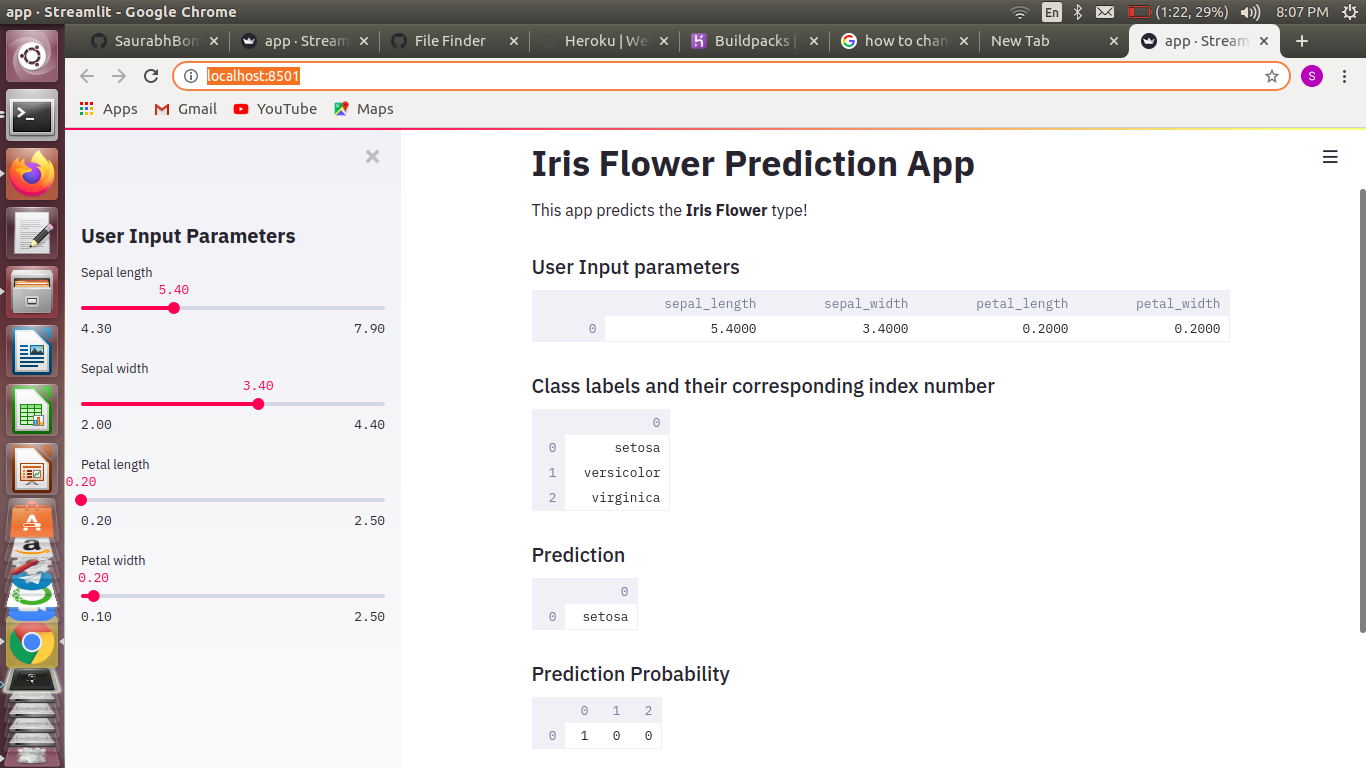 app · Streamlit - Google Chrome
En (1:22, 29%) 8:07 PM
SaurabhBom × app · Stream × File Finder × Heroku | We × Buildpacks | × how to chan × New Tab × app · Stream × +
localhost:8501 S
Apps Gmail YouTube Maps
×
Iris Flower Prediction App
This app predicts the Iris Flower type!
User Input Parameters
Sepal length
5.40
4.30 7.90
Sepal width
3.40
2.00 4.40
Petal length
0.20
0.20 2.50
Petal width
0.20
0.10 2.50
User Input parameters
sepal_length sepal_width petal_length petal_width
0 5.4000 3.4000 0.2000 0.2000
Class labels and their corresponding index number
0
0 setosa
1 versicolor
2 virginica
Prediction
0
0 setosa
Prediction Probability
0 1 2
0 1 0 0